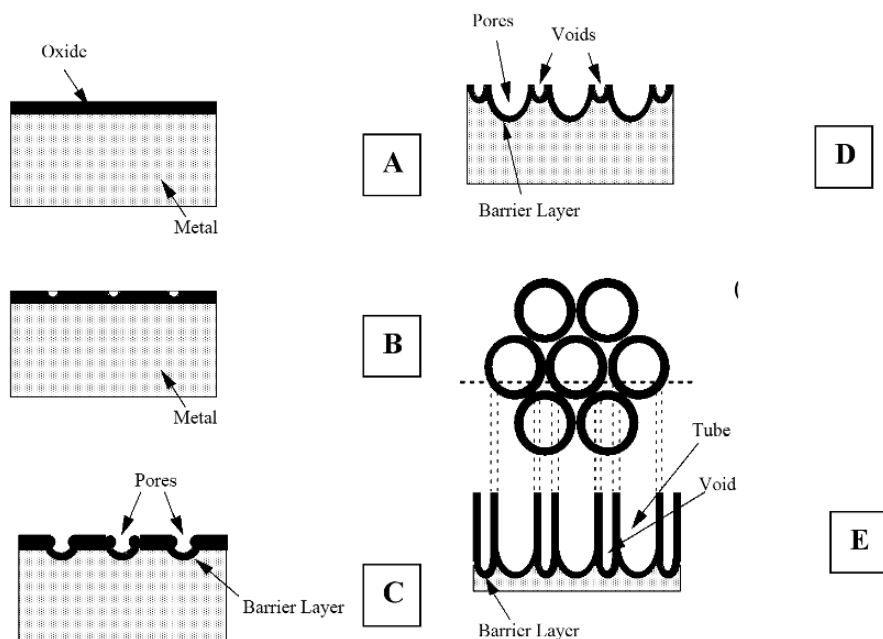 Oxide
A
Metal
B
Metal
Pores
Barrier Layer
C
Pores
Voids
Barrier Layer
D
(
Tube
Void
E
Barrier Layer